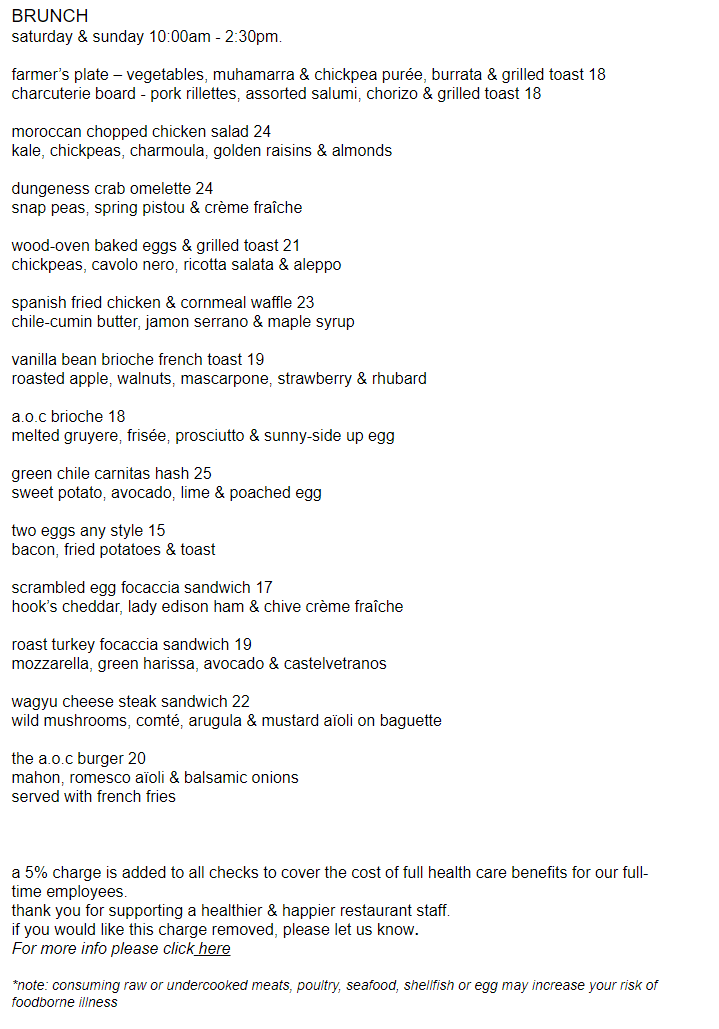 BRUNCH
saturday & sunday 10:00am - 2:30pm.
farmer's plate – vegetables, muhamarra & chickpea purée, burrata & grilled toast 18
charcuterie board - pork rillettes, assorted salumi, chorizo & grilled toast 18
moroccan chopped chicken salad 24
kale, chickpeas, charmoula, golden raisins & almonds
dungeness crab omelette 24
snap peas, spring pistou & crème fraîche
wood-oven baked eggs & grilled toast 21
chickpeas, cavolo nero, ricotta salata & aleppo
spanish fried chicken & cornmeal waffle 23
chile-cumin butter, jamon serrano & maple syrup
vanilla bean brioche french toast 19
roasted apple, walnuts, mascarpone, strawberry & rhubard
a.o.c brioche 18
melted gruyere, frisée, prosciutto & sunny-side up egg
green chile carnitas hash 25
sweet potato, avocado, lime & poached egg
two eggs any style 15
bacon, fried potatoes & toast
scrambled egg focaccia sandwich 17
hook's cheddar, lady edison ham & chive crème fraîche
roast turkey focaccia sandwich 19
mozzarella, green harissa, avocado & castelvetranos
wagyu cheese steak sandwich 22
wild mushrooms, comté, arugula & mustard aïoli on baguette
the a.o.c burger 20
mahon, romesco aïoli & balsamic onions
served with french fries
a 5% charge is added to all checks to cover the cost of full health care benefits for our full-
time employees.
thank you for supporting a healthier & happier restaurant staff.
if you would like this charge removed, please let us know.
For more info please click here
*note: consuming raw or undercooked meats, poultry, seafood, shellfish or egg may increase your risk of
foodborne illness